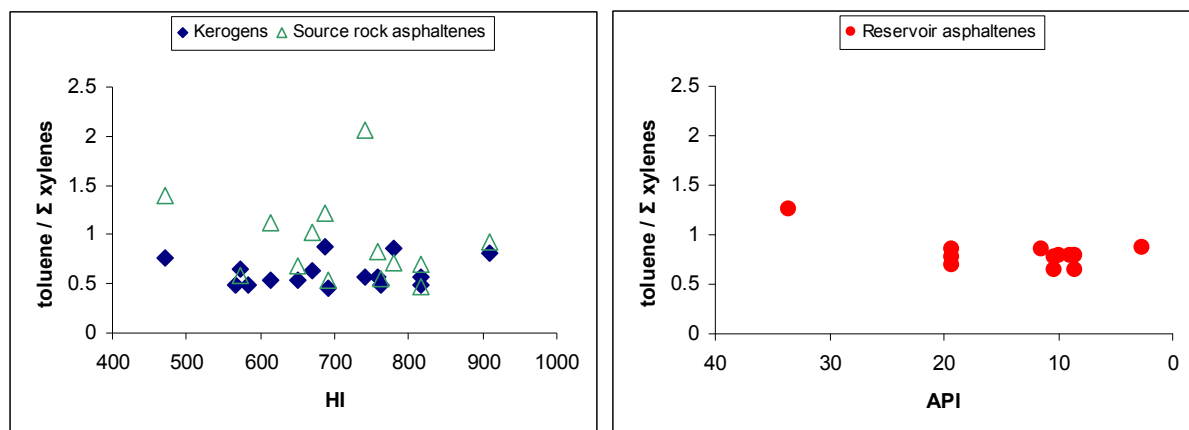 Kerogens Source rock asphaltenes
2.5
2
1.5
1
0.5
0
toluene / Σ xylenes
400 500 600 700 800 900 1000
HI
Reservoir asphaltenes
2.5
2
1.5
1
0.5
0
toluene / Σ xylenes
40 30 20 10 0
API